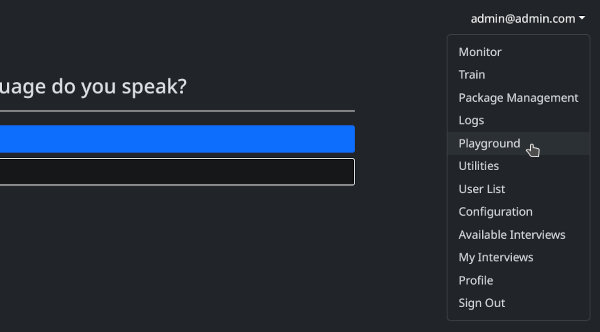 admin@admin.com
uage do you speak?
Monitor
Train
Package Management
Logs
Playground
Utilities
User List
Configuration
Available Interviews
My Interviews
Profile
Sign Out